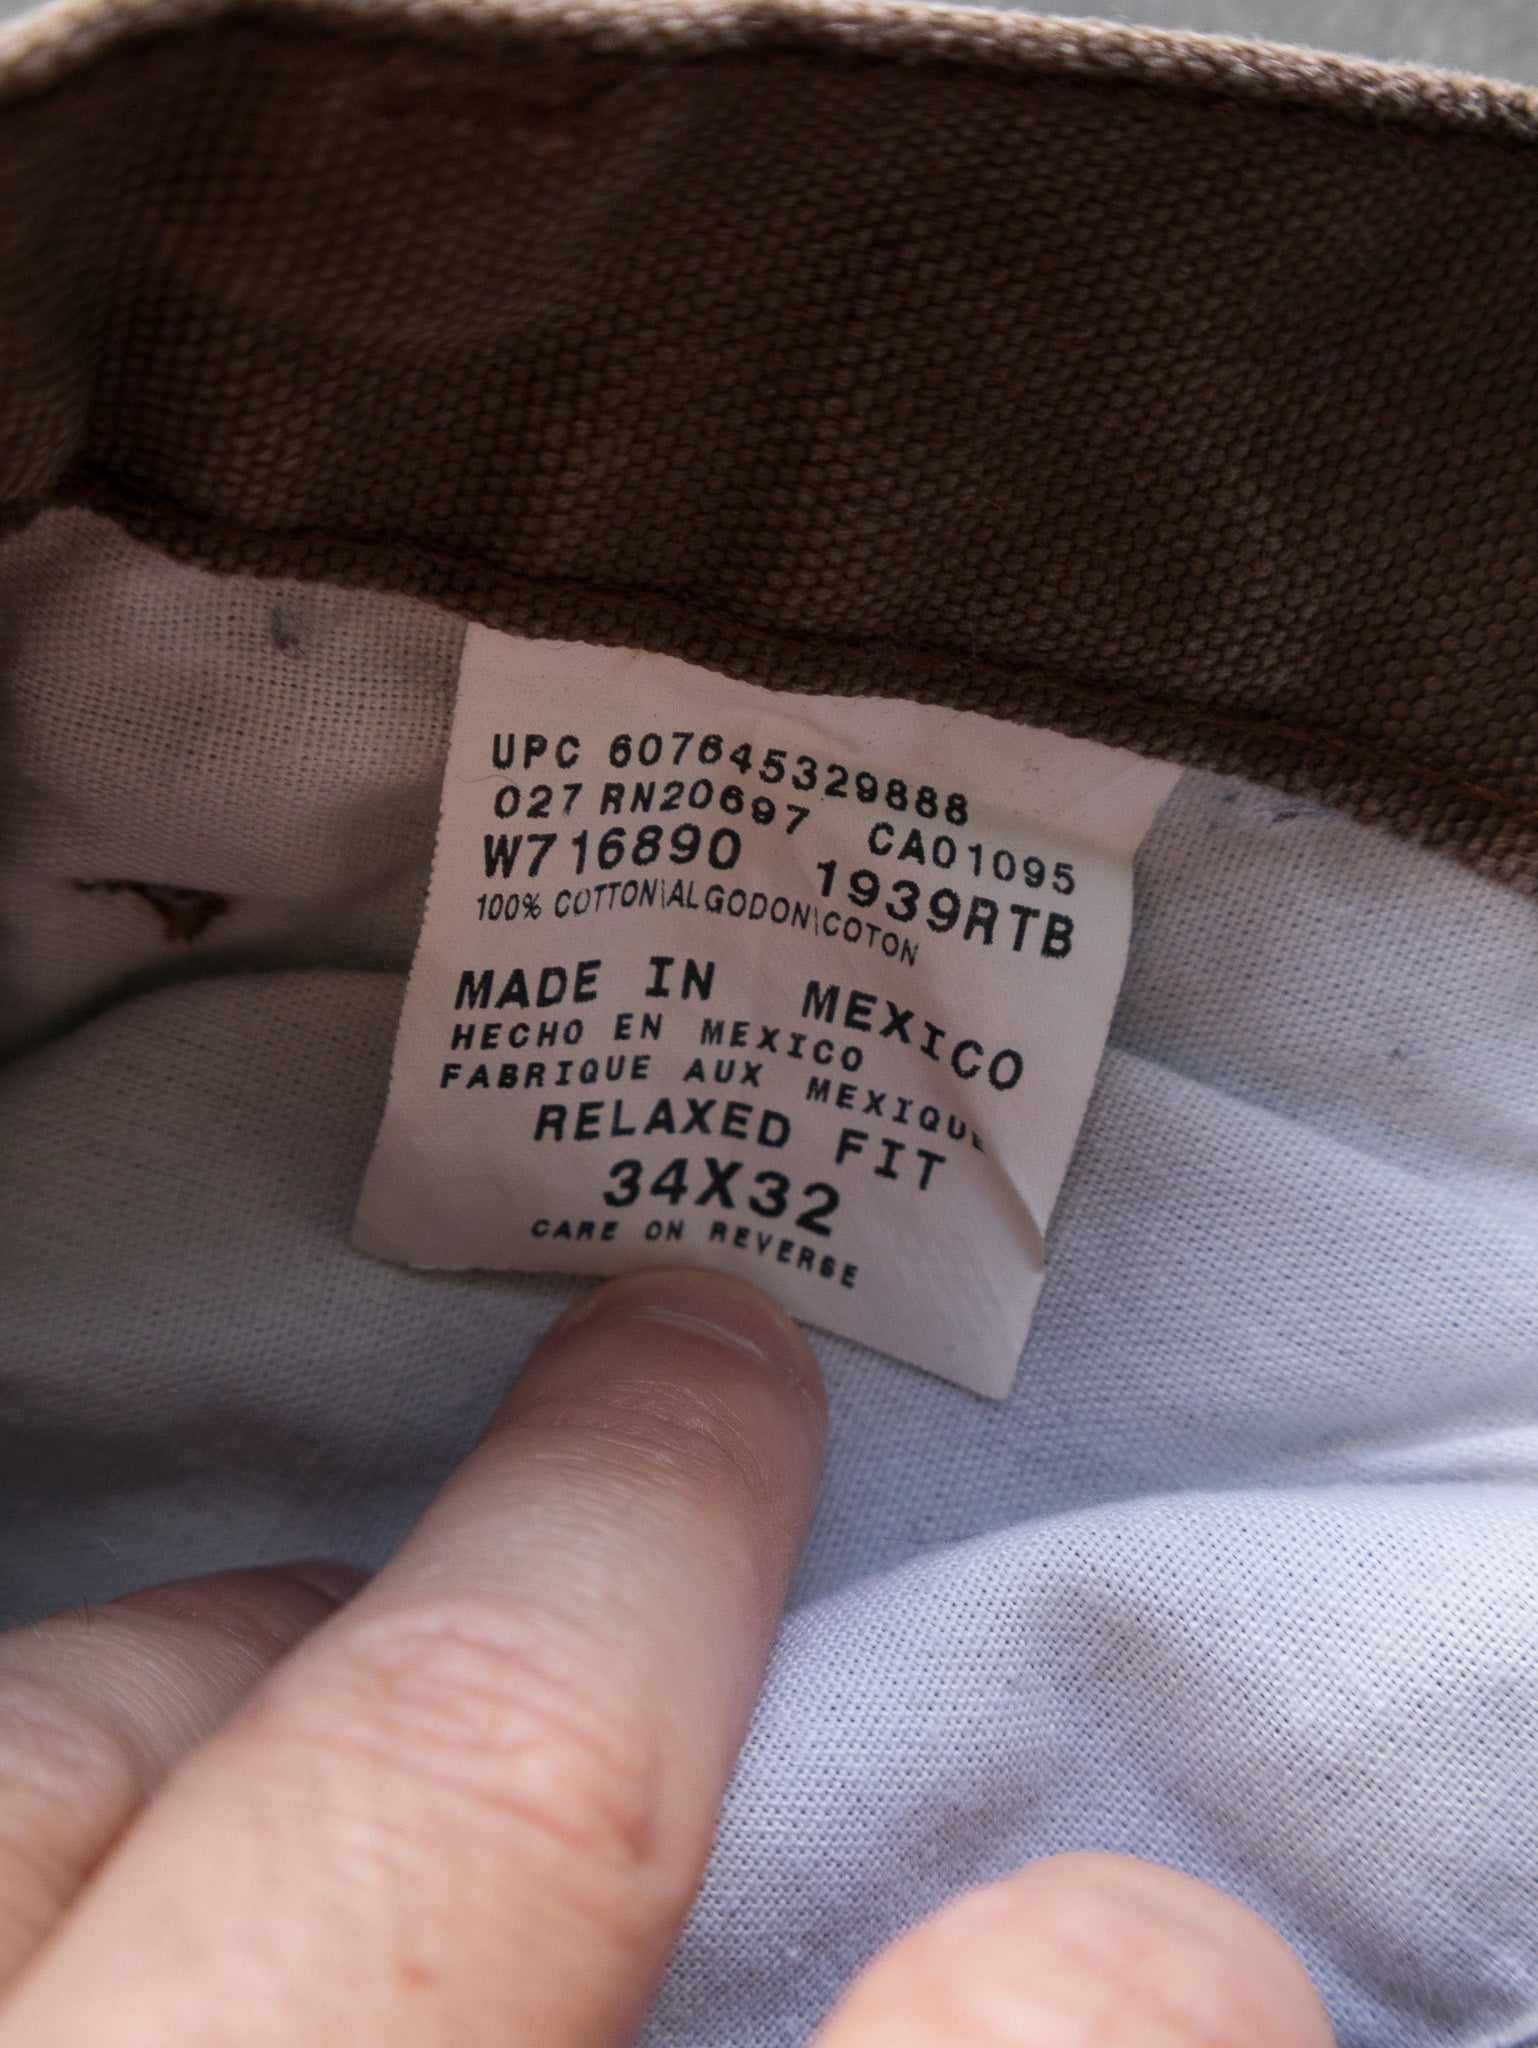 UPC 607645329888
027 RN20697 CA01095
W716890 1939RTB
100% COTTON\ALGODON\COTON
MADE IN MEXICO
HECHO EN MEXICO
FABRIQUE AUX MEXIQUE
RELAXED FIT
34X32
CARE ON REVERSE